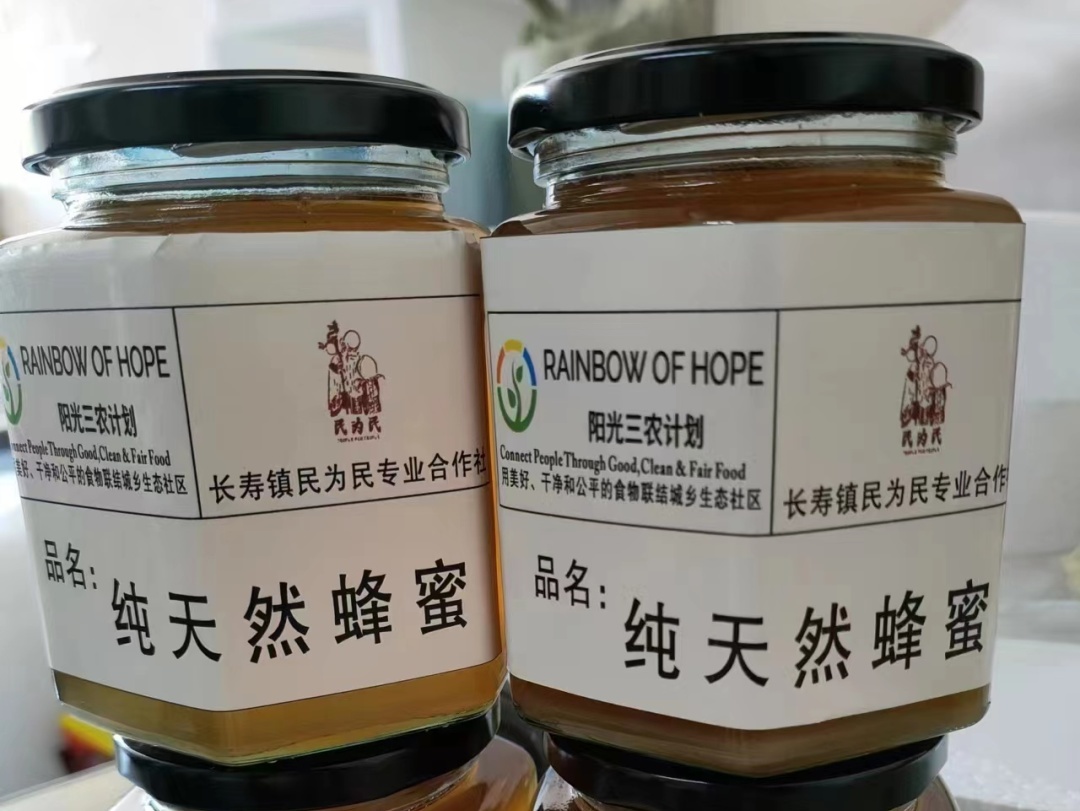 RAINBOW OF HOPE
阳光三农计划
Connect People Through Good,Clean & Fair Food
美好、干净和公平的食物联结城乡生态社区
民为民
长寿镇民为民专业合作社
品名:
纯天然蜂蜜
RAINBOW OF HOPE
阳光三农计划
Connect People Through Good,Clean & Fair Food
用美好、干净和公平的食物联结城乡生态社区
民为民
长寿镇民为民专业合作
品名:
纯天然蜂蜜